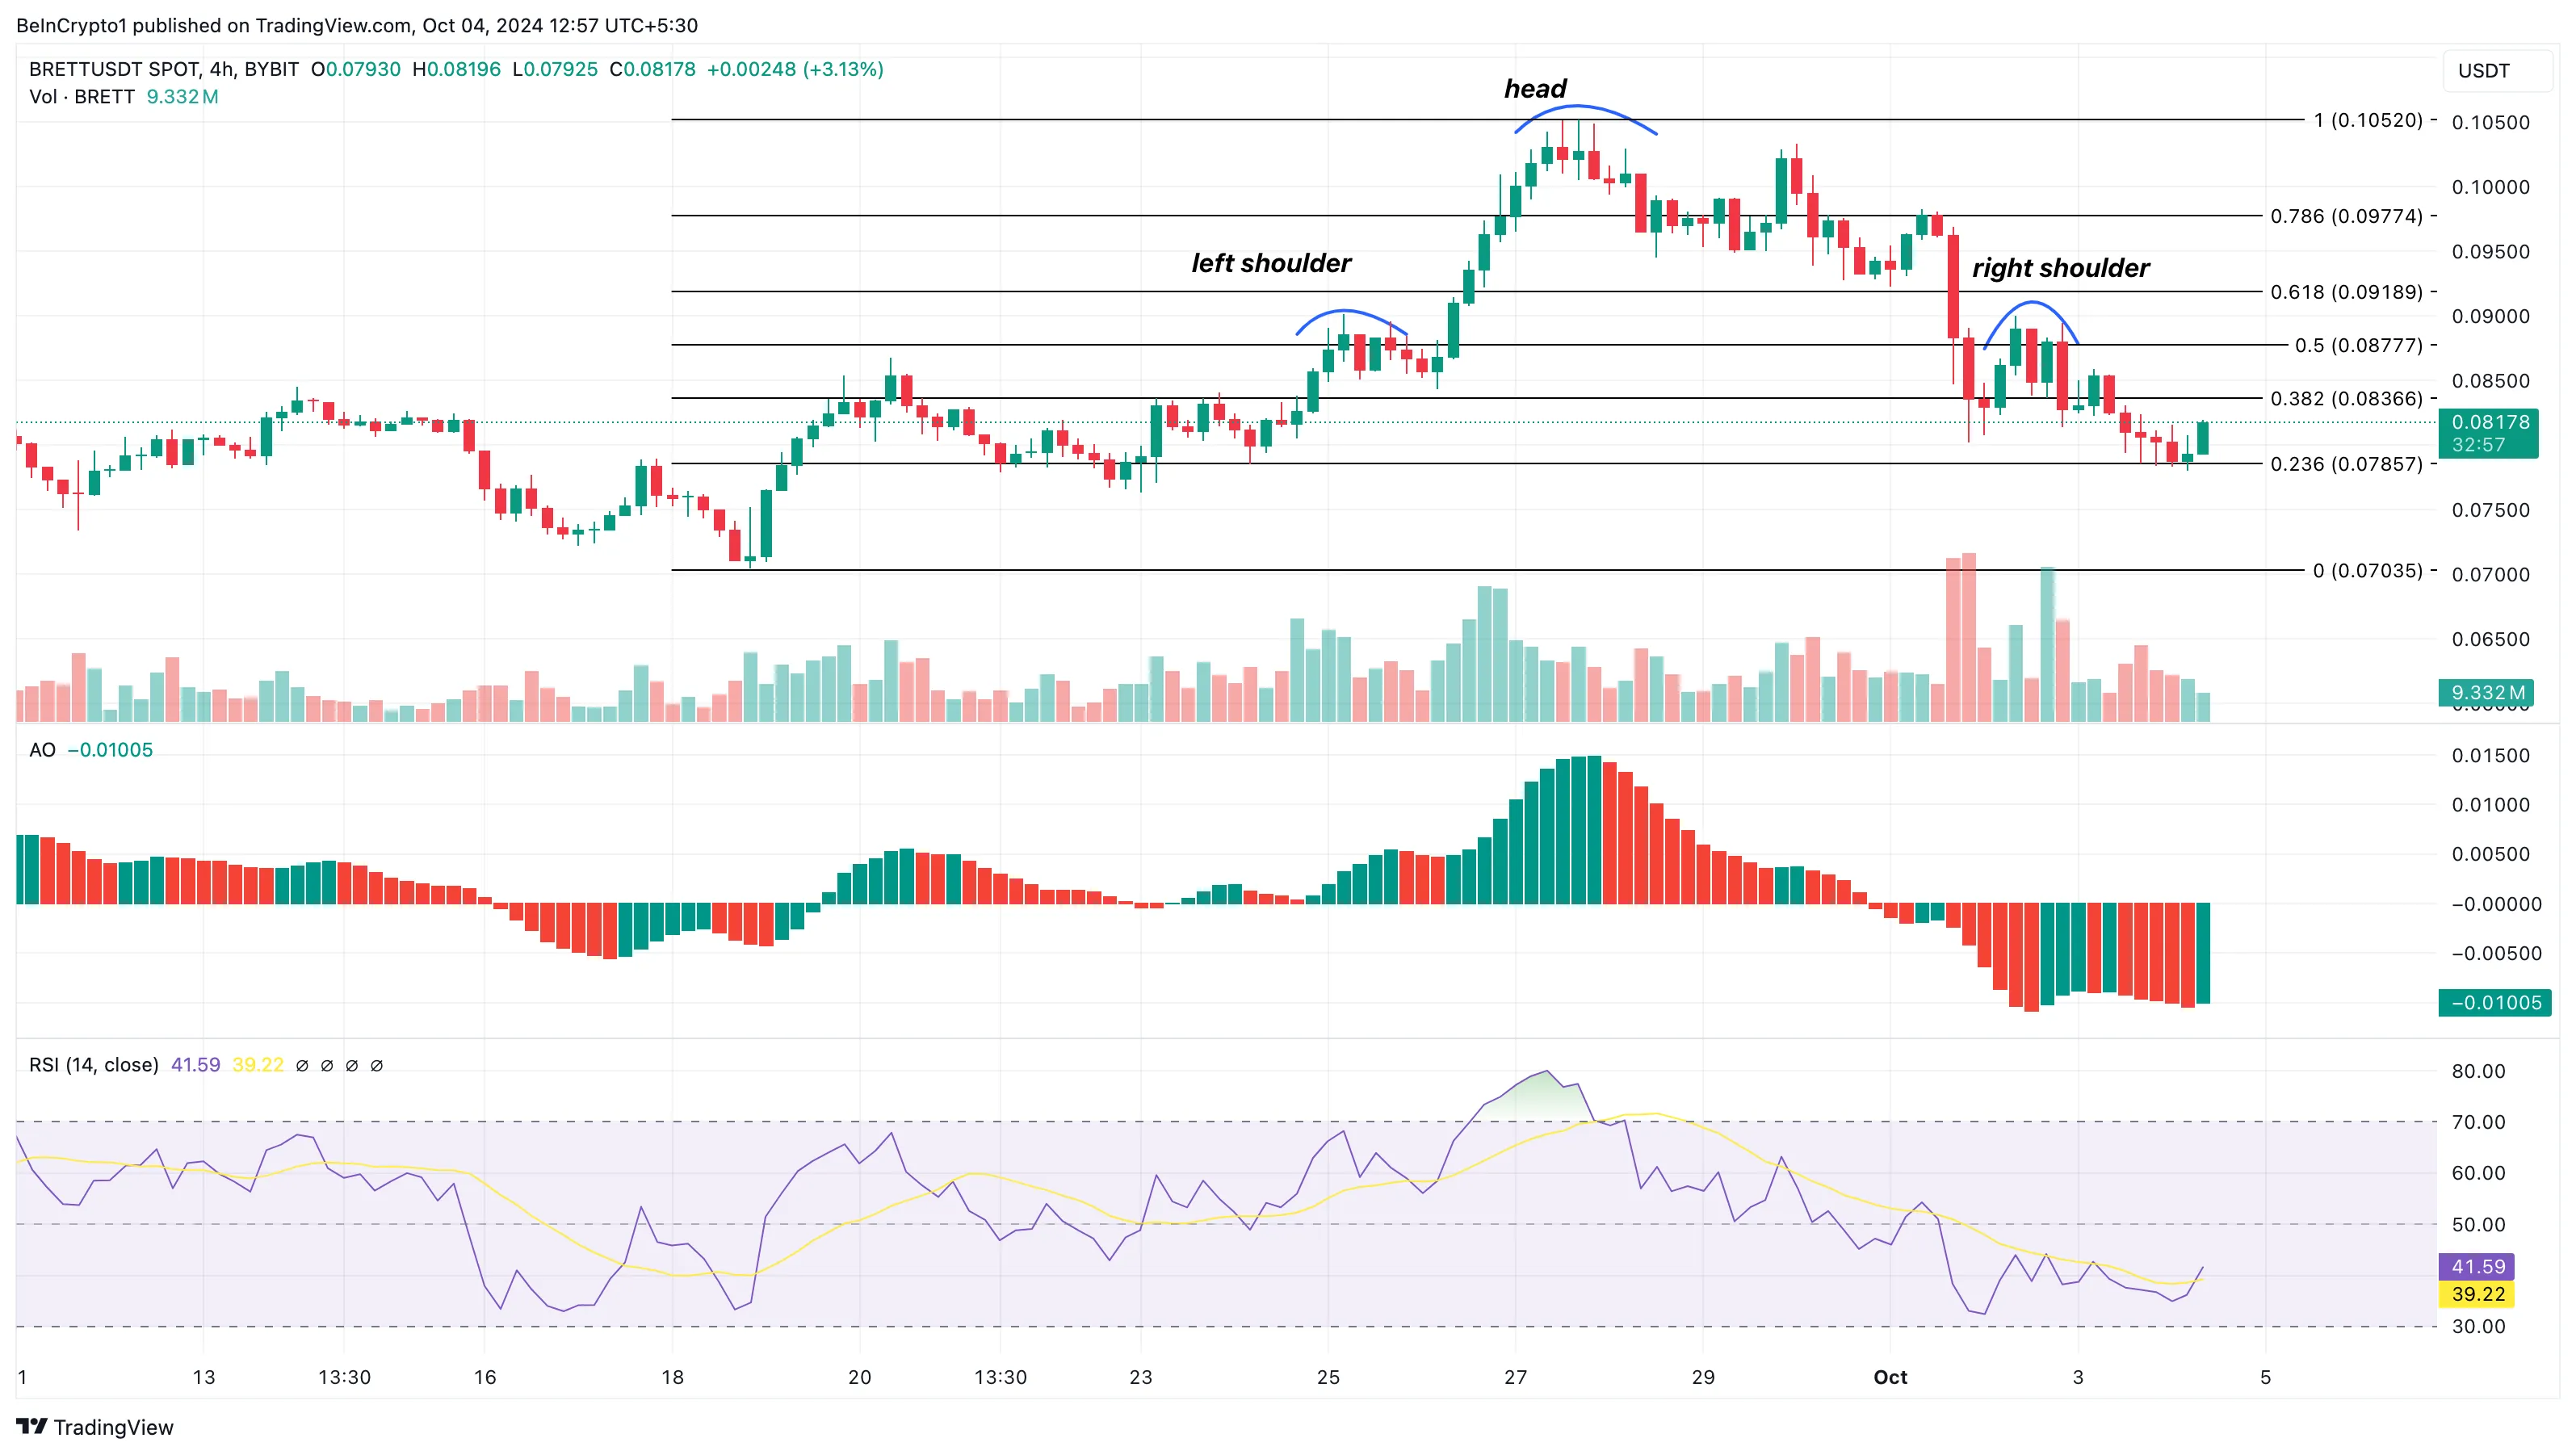 BeInCrypto1 published on TradingView.com, Oct 04, 2024 12:57 UTC+5:30
BRETTUSDT SPOT, 4h, BYBIT O0.07930 H0.08196 L0.07925 C0.08178 +0.00248 (+3.13%)
Vol · BRETT 9.332M
USDT
head
left shoulder
right shoulder
1 (0.10520)
0.786 (0.09774)
0.618 (0.09189)
0.5 (0.08777)
0.382 (0.08366)
0.236 (0.07857)
0 (0.07035)
0.10500
0.10000
0.09500
0.09000
0.08500
0.08178
32:57
0.07500
0.07000
0.06500
9.332M
AO −0.01005
0.01500
0.01000
0.00500
−0.00000
−0.00500
−0.01005
RSI (14, close) 41.59 39.22 ∅ ∅ ∅ ∅
80.00
70.00
60.00
50.00
41.59
39.22
30.00
1 13 13:30 16 18 20 13:30 23 25 27 29 Oct 3 5
TradingView